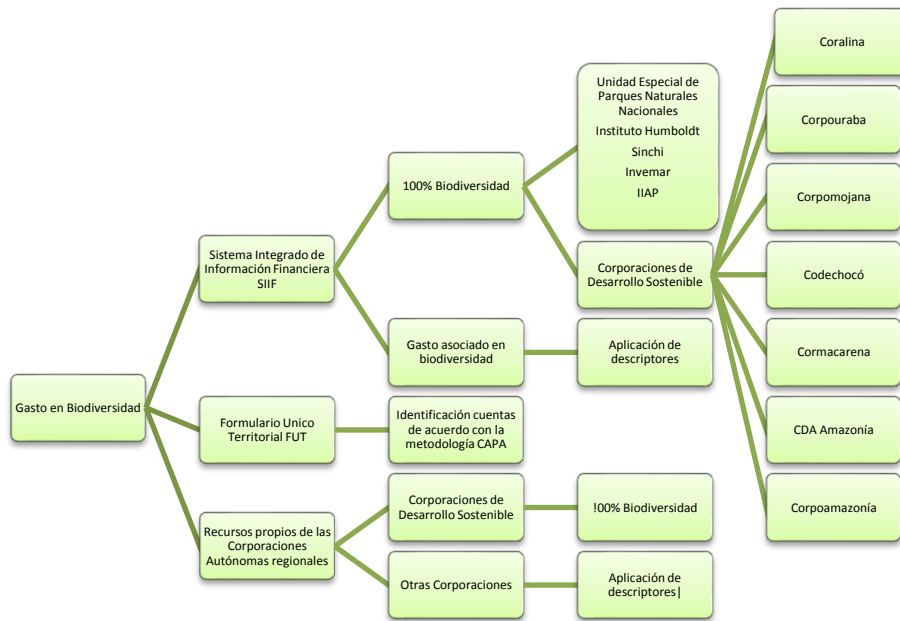 Gasto en Biodiversidad
Sistema Integrado de
Información Financiera
SIIF
100% Biodiversidad
Unidad Especial de
Parques Naturales
Nacionales
Instituto Humboldt
Sinchi
Invemar
IIAP
Corporaciones de
Desarrollo Sostenible
Coralina
Corpouraba
Corpomojana
Codechocó
Cormacarena
CDA Amazonía
Corpoamazonía
Gasto asociado en
biodiversidad
Aplicación de
descriptores
Formulario Unico
Territorial FUT
Identificación cuentas
de acuerdo con la
metodología CAPA
Recursos propios de las
Corporaciones
Autónomas regionales
Corporaciones de
Desarrollo Sostenible
!00% Biodiversidad
Otras Corporaciones
Aplicación de
descriptores|